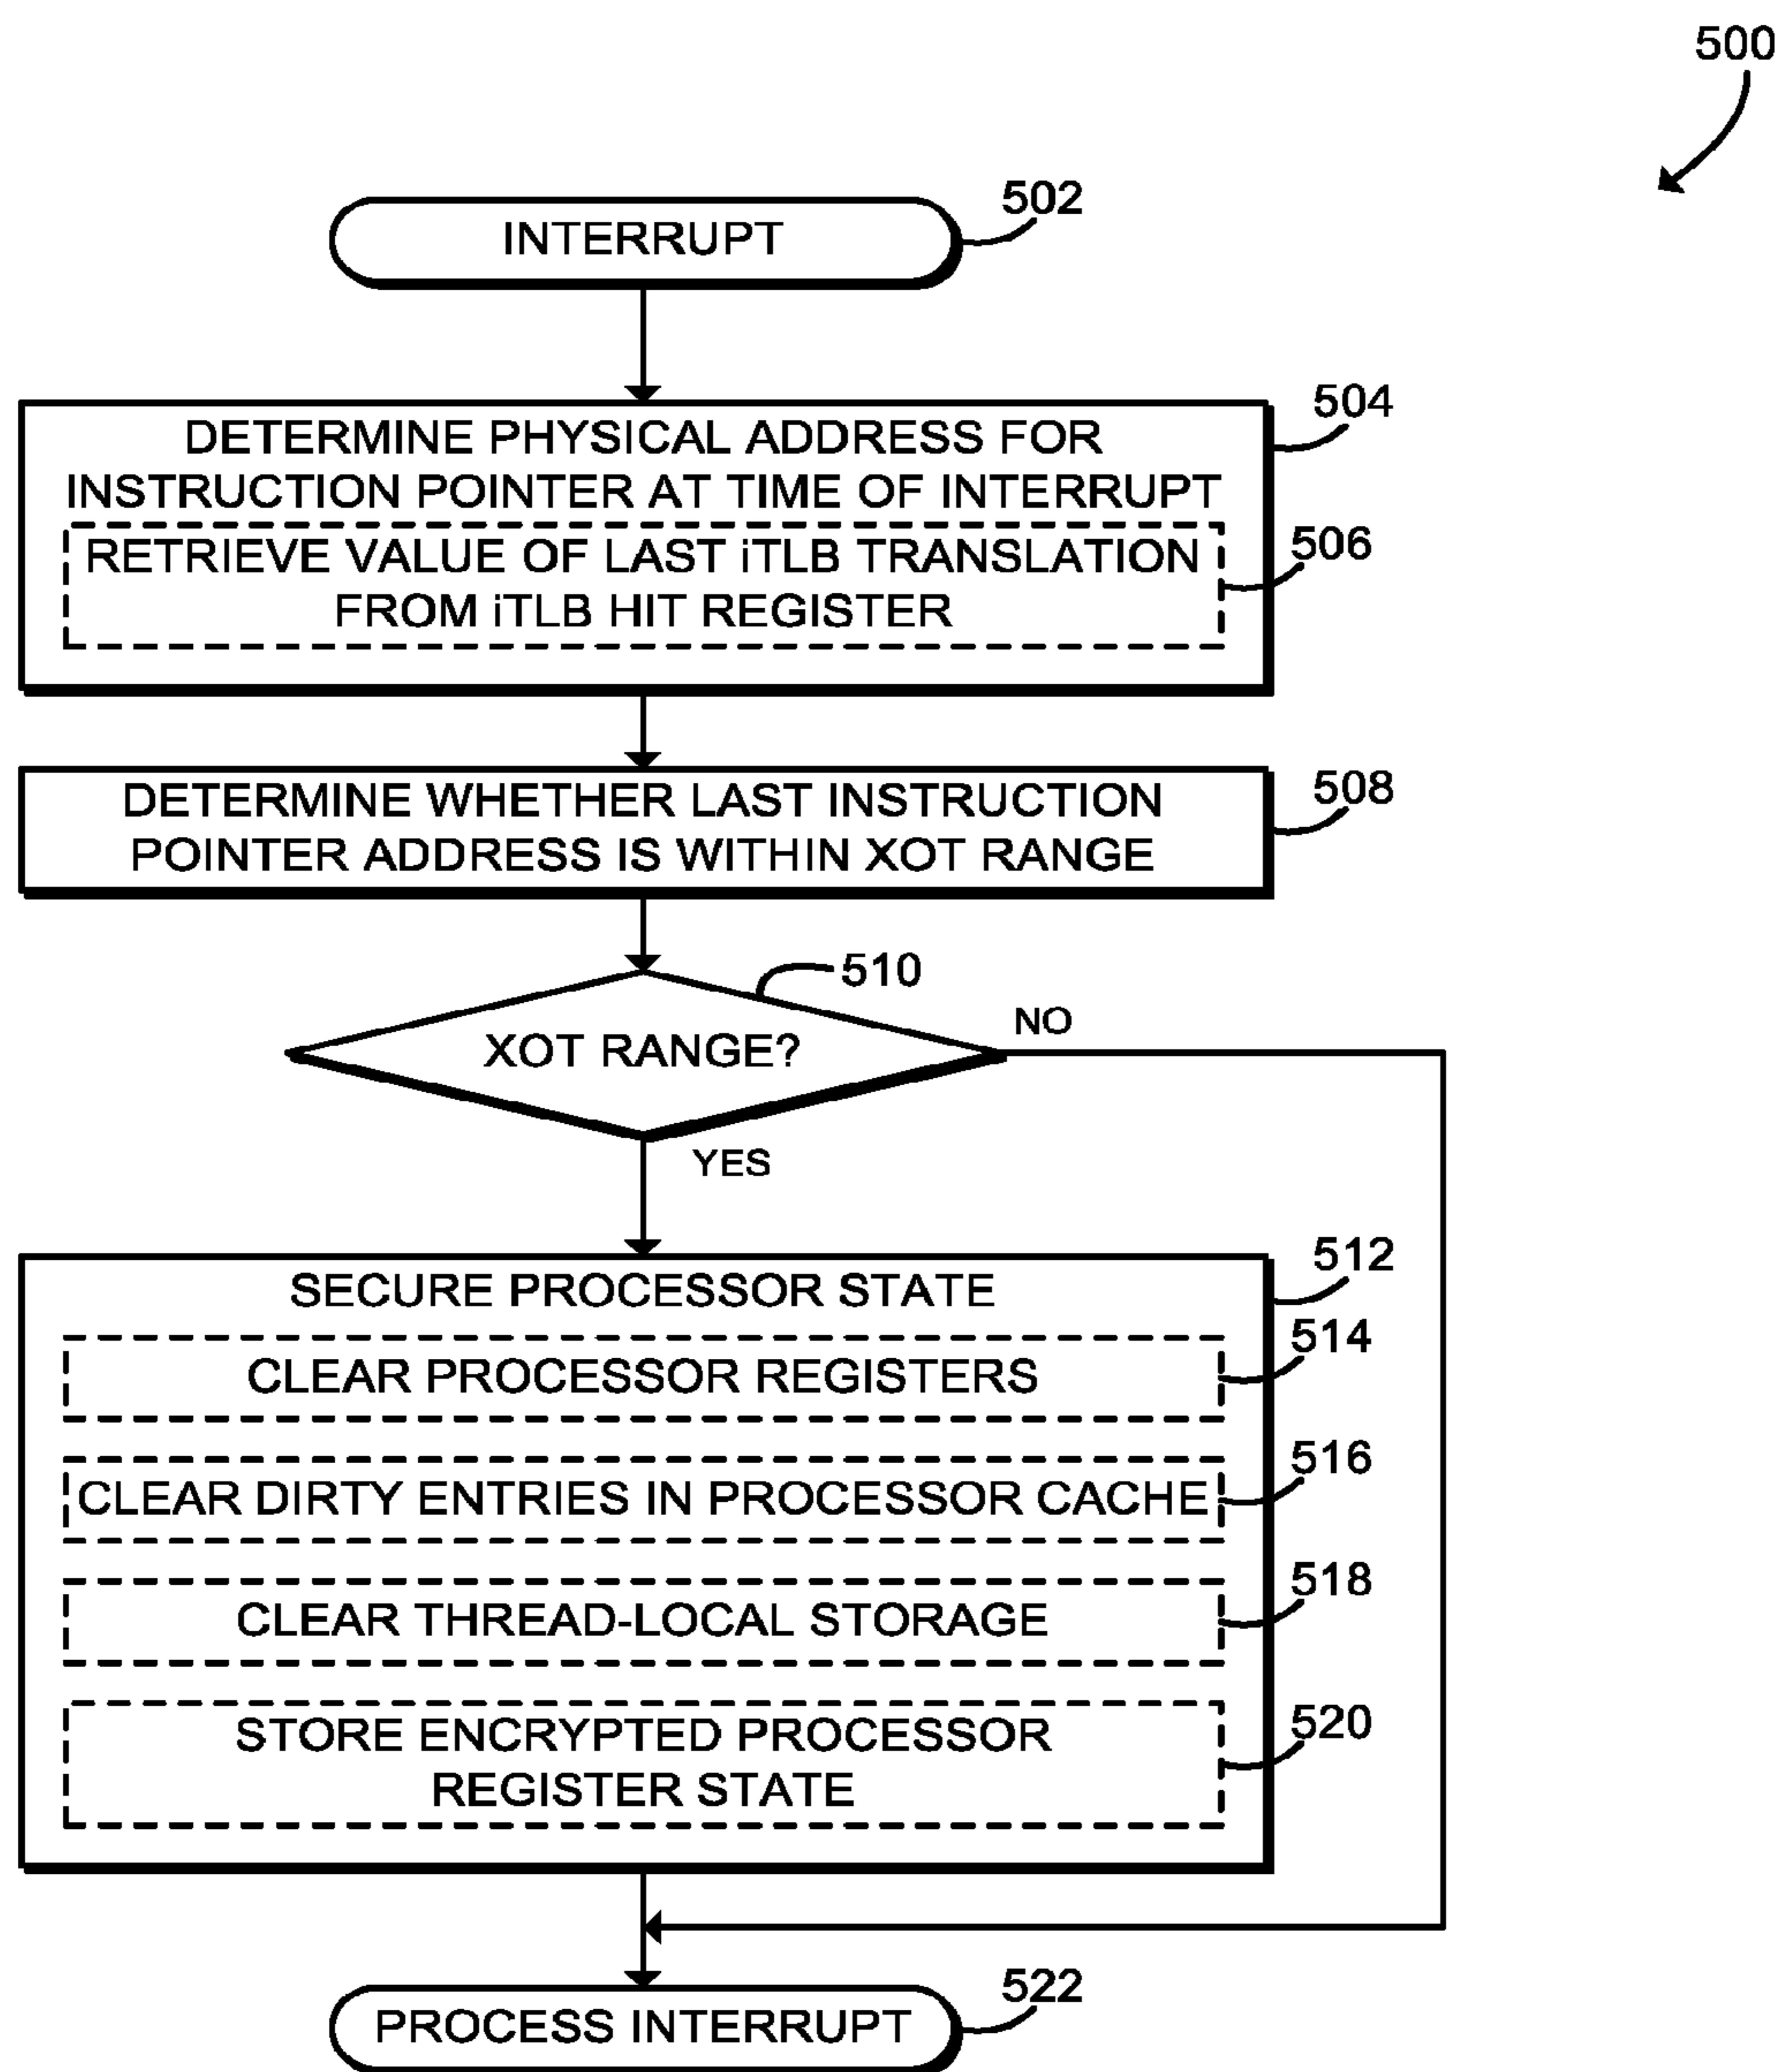 500
INTERRUPT
502
DETERMINE PHYSICAL ADDRESS FOR
INSTRUCTION POINTER AT TIME OF INTERRUPT
504
RETRIEVE VALUE OF LAST iTLB TRANSLATION
FROM iTLB HIT REGISTER
506
DETERMINE WHETHER LAST INSTRUCTION
POINTER ADDRESS IS WITHIN XOT RANGE
508
510
XOT RANGE?
NO
YES
SECURE PROCESSOR STATE
512
CLEAR PROCESSOR REGISTERS
514
CLEAR DIRTY ENTRIES IN PROCESSOR CACHE
516
CLEAR THREAD-LOCAL STORAGE
518
STORE ENCRYPTED PROCESSOR
REGISTER STATE
520
PROCESS INTERRUPT
522